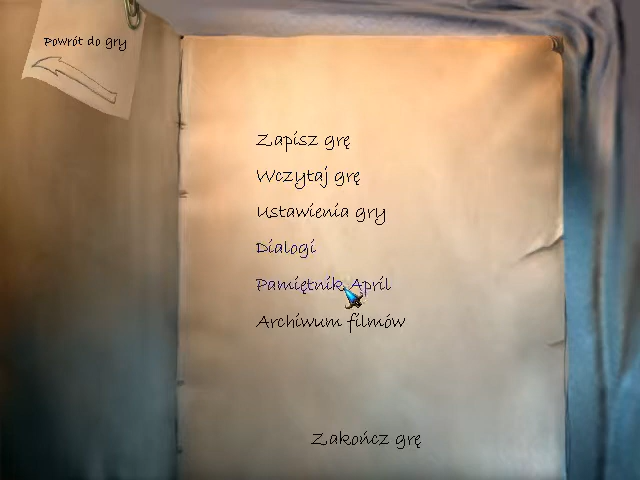 Powrót do gry
Zapisz grę
Wczytaj grę
Ustawienia gry
Dialogi
Pamiętnik April
Archiwum filmów
Zakończ grę